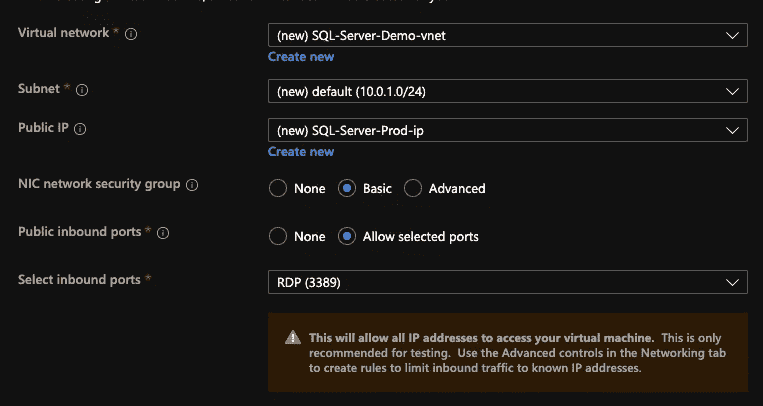 Virtual network *
(new) SQL-Server-Demo-vnet
Create new
Subnet *
(new) default (10.0.1.0/24)
Public IP
(new) SQL-Server-Prod-ip
Create new
NIC network security group
None Basic Advanced
Public inbound ports *
None Allow selected ports
Select inbound ports *
RDP (3389)
This will allow all IP addresses to access your virtual machine. This is only
recommended for testing. Use the Advanced controls in the Networking tab
to create rules to limit inbound traffic to known IP addresses.